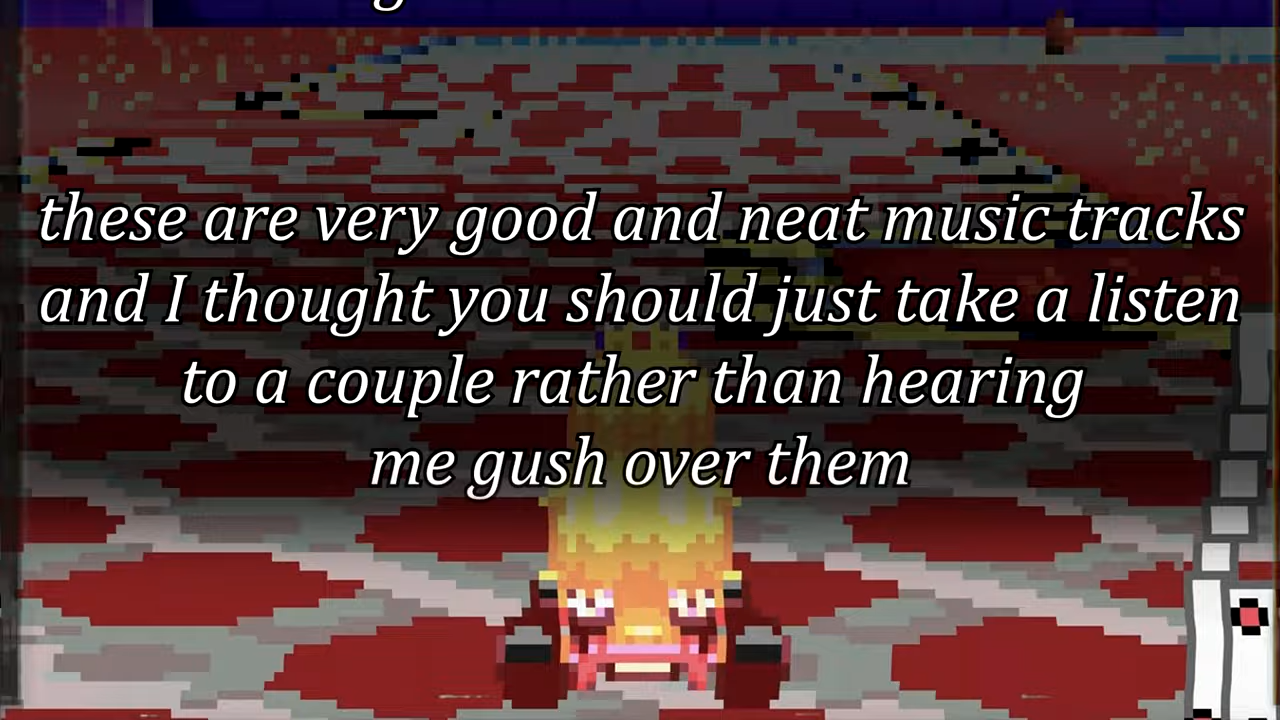 these are very good and neat music tracks
and I thought you should just take a listen
to a couple rather than hearing
me gush over them